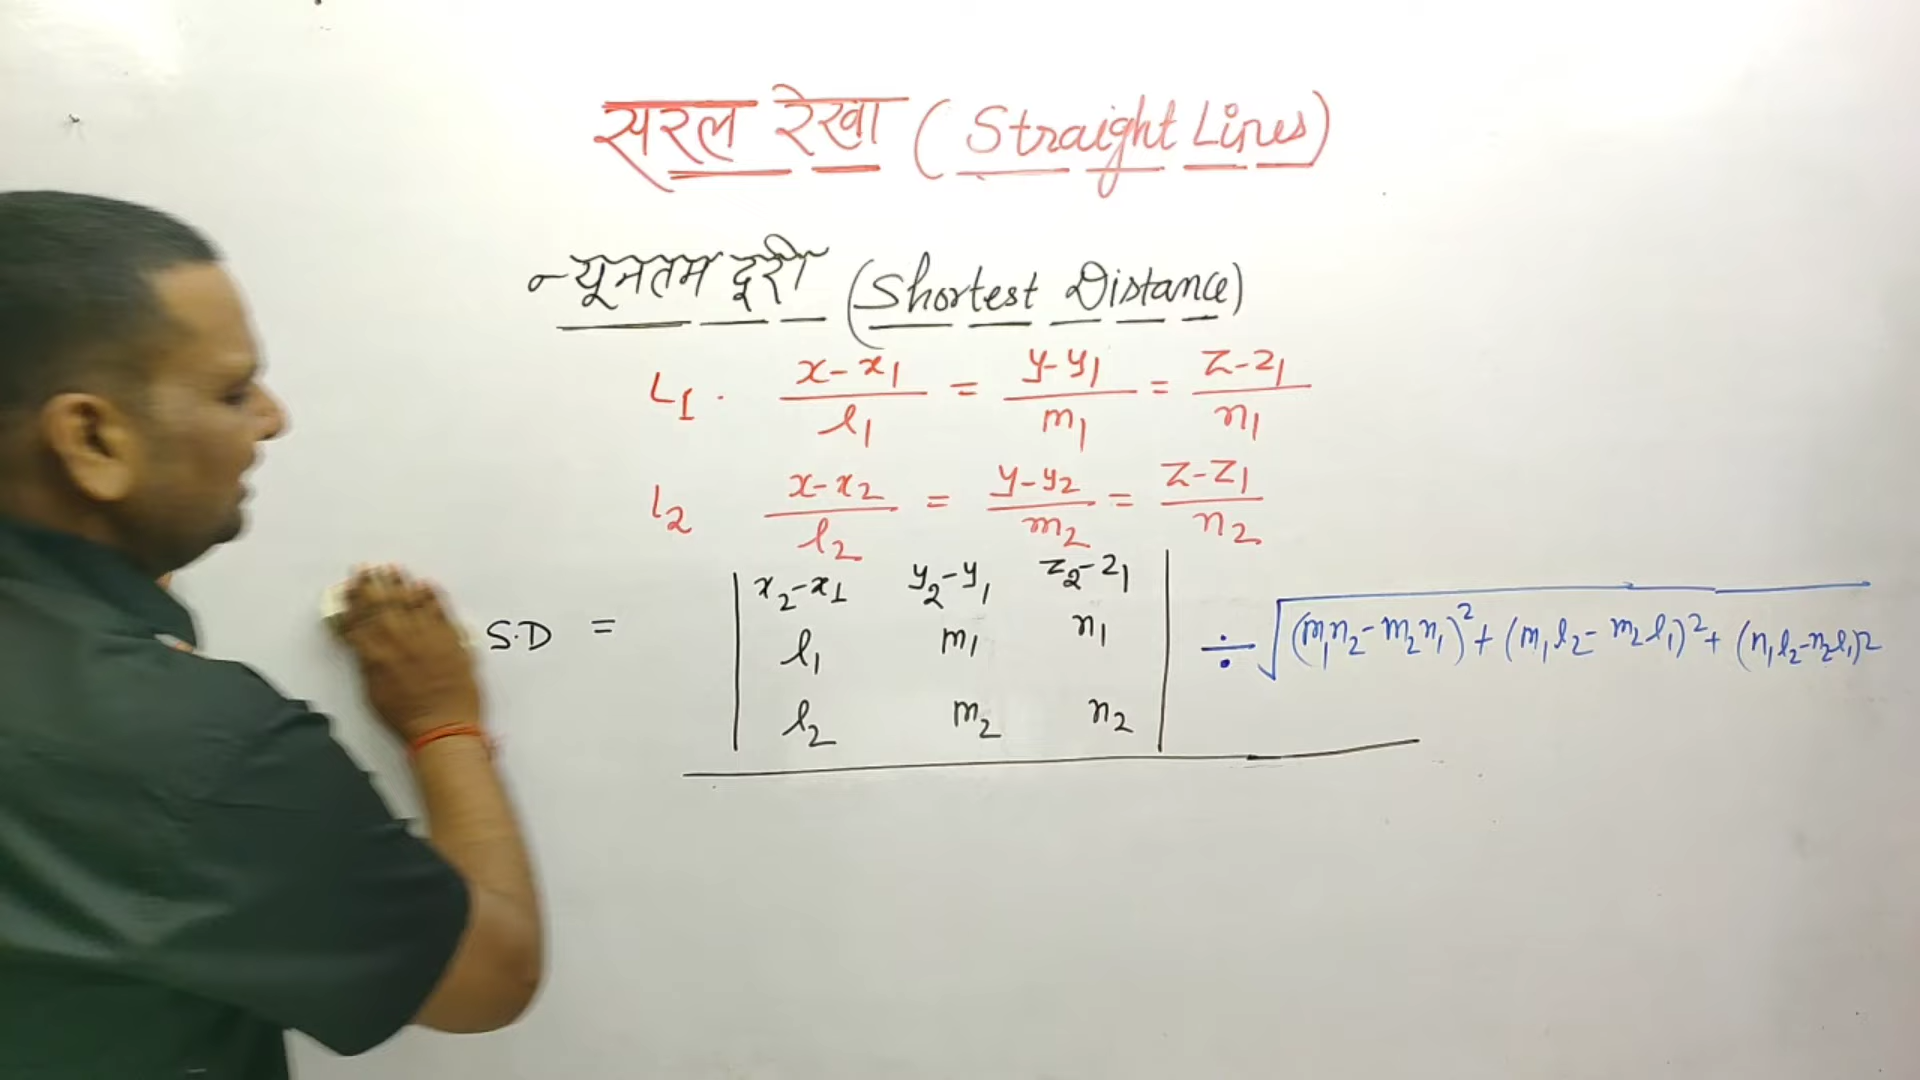 सरल रेखा (Straight Lines)
न्यूनतम दूरी (Shortest Distance)
L₁. (x-x₁)/l₁ = (y-y₁)/m₁ = (z-z₁)/n₁
l₂ (x-x₂)/l₂ = (y-y₂)/m₂ = (z-z₁)/n₂
S.D = | x₂-x₁ y₂-y₁ z₂-z₁ |
| l₁ m₁ n₁ | ÷ √(m₁n₂-m₂n₁)²+(m₁l₂-m₂l₁)²+(n₁l₂-n₂l₁)²
| l₂ m₂ n₂ |